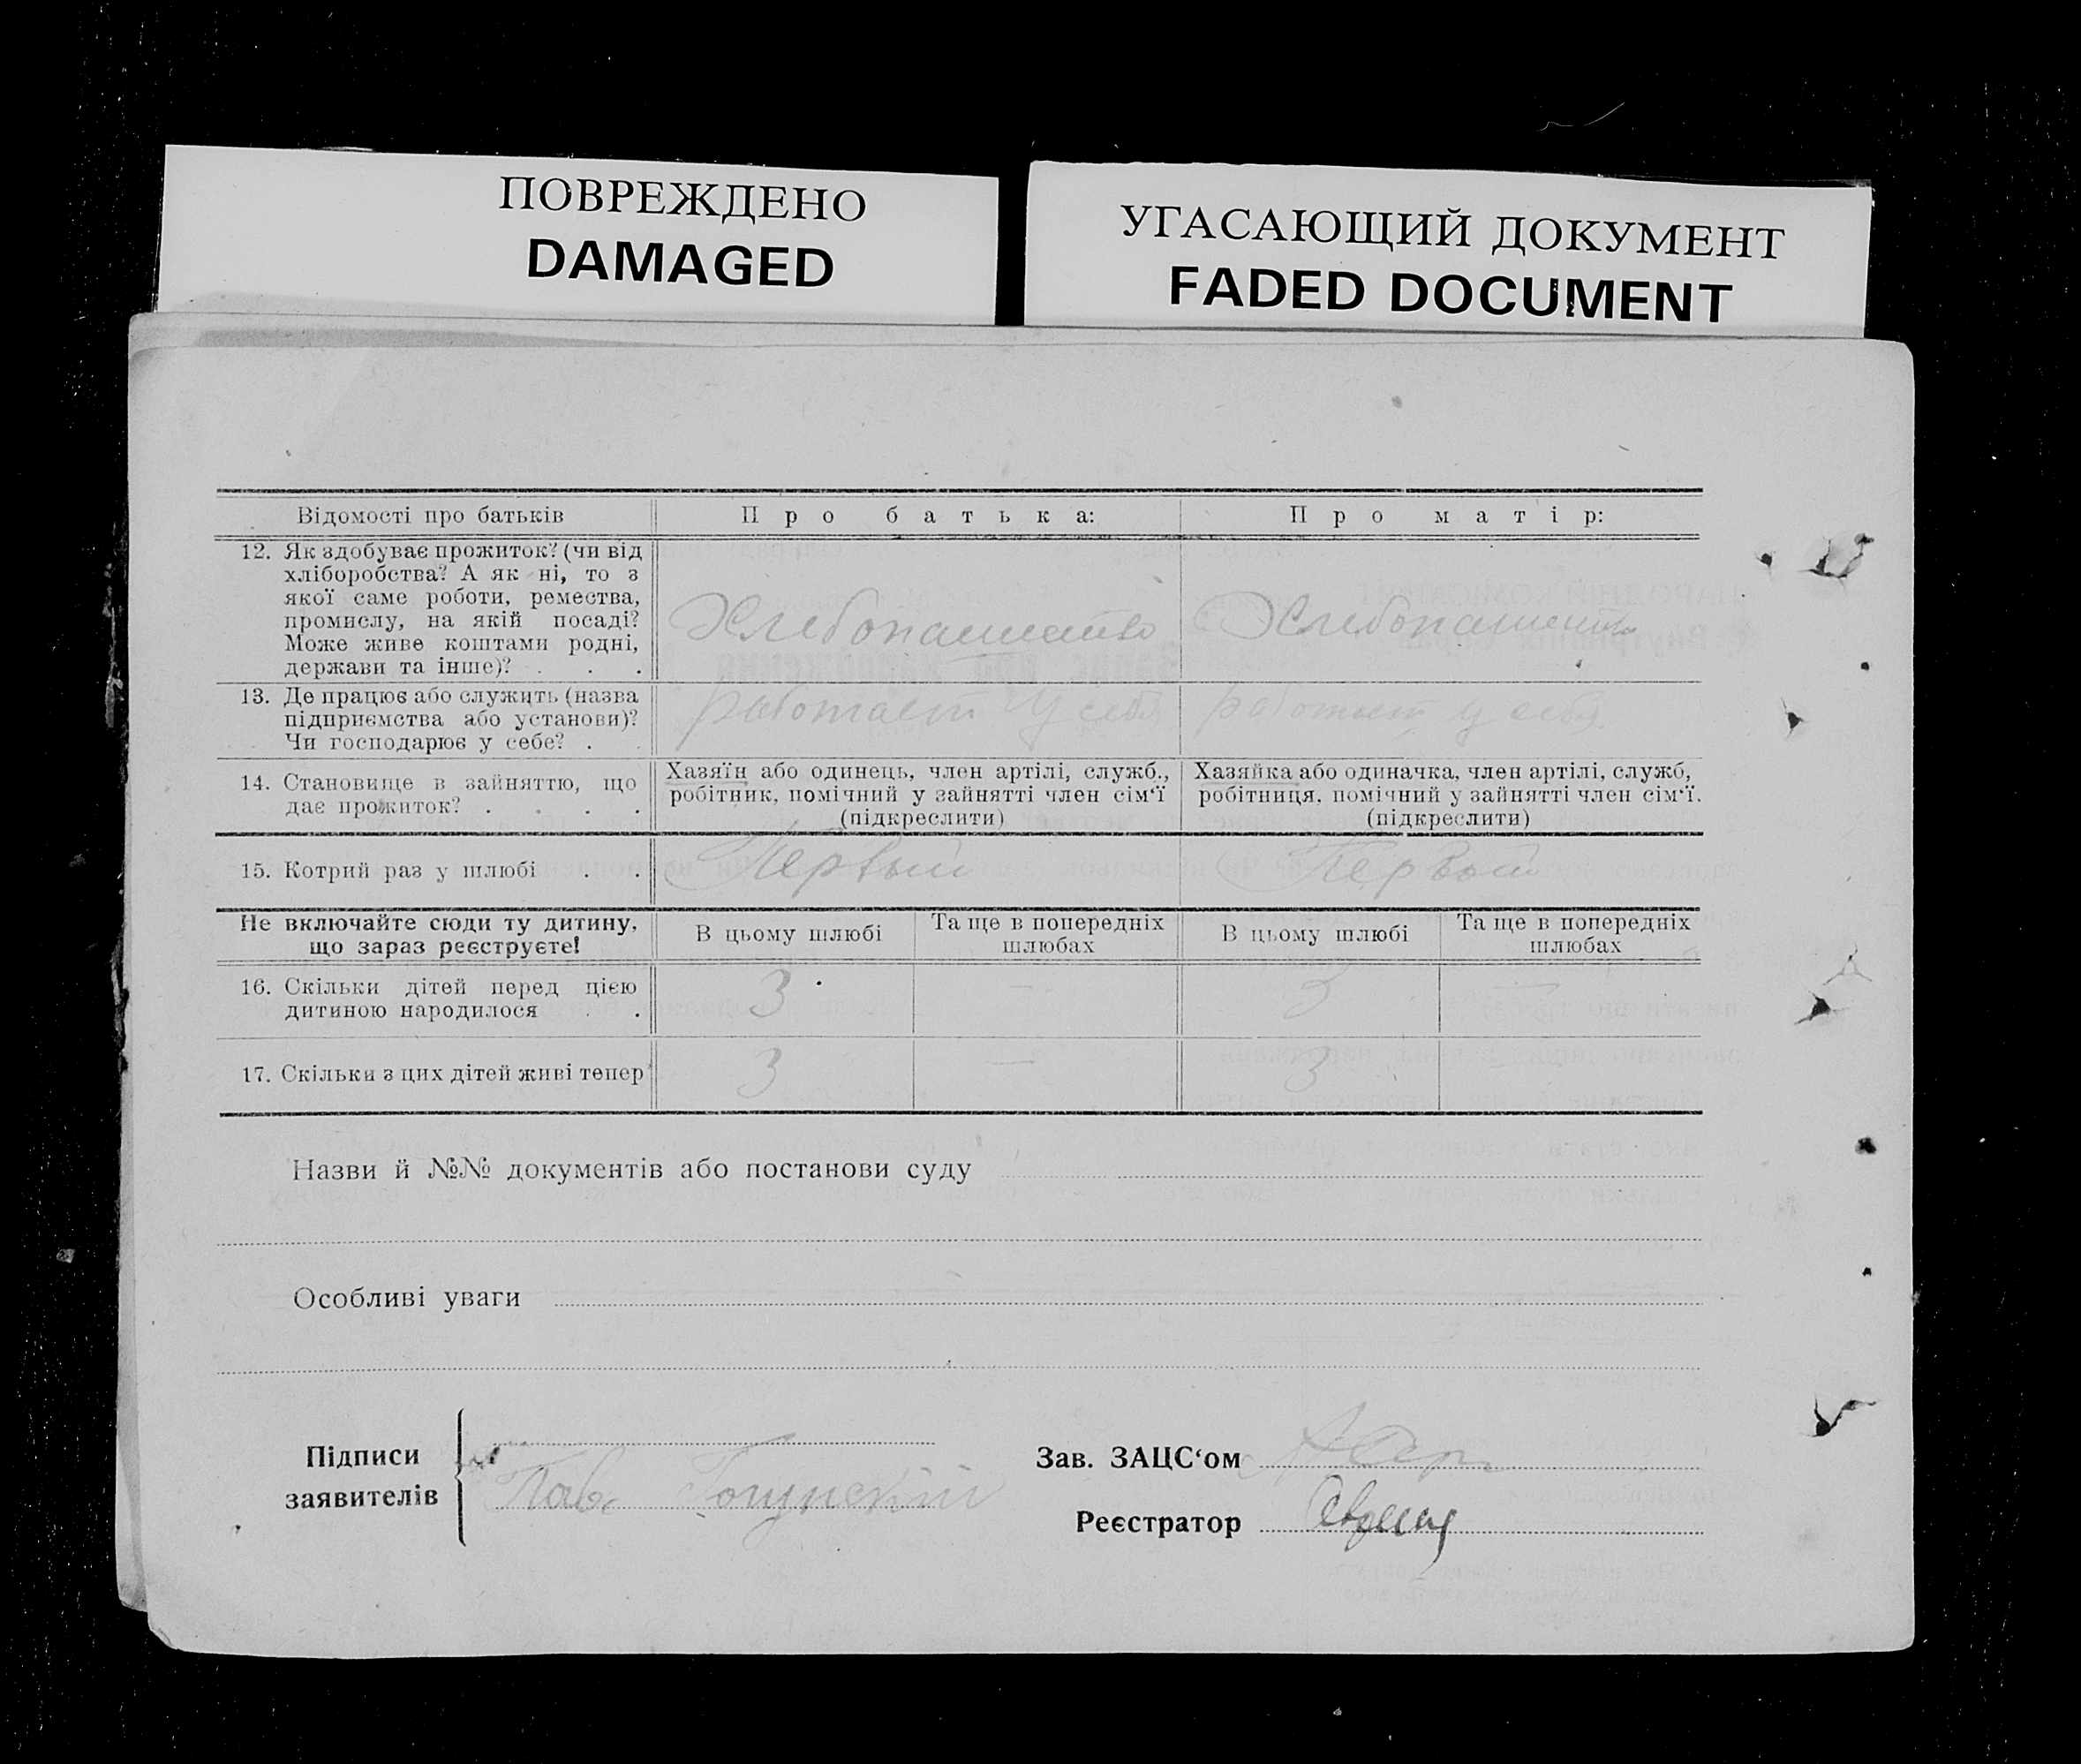 ПОВРЕЖДЕНО
DAMAGED
УГАСАЮЩИЙ ДОКУМЕНТ
FADED DOCUMENT
Відомості про батьків
Про батька:
Про матір:
12. Як здобуває прожиток? (чи від
хліборобства? А як ні, то з
якої саме роботи, ремества,
промислу, на якій посаді?
Може живе коштами родні,
держави та інше)? . . .
Хлебопашество
Хлебопашество
13. Де працює або служить (назва
підприємства або установи)?
Чи господарює у себе? . .
работает у себя
работает у себя
14. Становище в зайняттю, що
дає прожиток? . . . .
Хазяїн або одинець, член артілі, служб.,
робітник, помічний у зайнятті член сім‘ї
(підкреслити)
Хазяйка або одиначка, член артілі, служб,
робітниця, помічний у зайнятті член сім‘ї.
(підкреслити)
15. Котрий раз у шлюбі . .
Первый
Первый
Не включайте сюди ту дитину,
що зараз реєструєте!
В цьому шлюбі
Та ще в попередніх
шлюбах
В цьому шлюбі
Та ще в попередніх
шлюбах
16. Скільки дітей перед цією
дитиною народилося . .
3
—
3
—
17. Скільки з цих дітей живі тепер
3
—
3
Назви й №№ документів або постанови суду
Особливі уваги
Підписи
заявителів
Пав.
Зав. ЗАЦС‘ом
Реєстратор